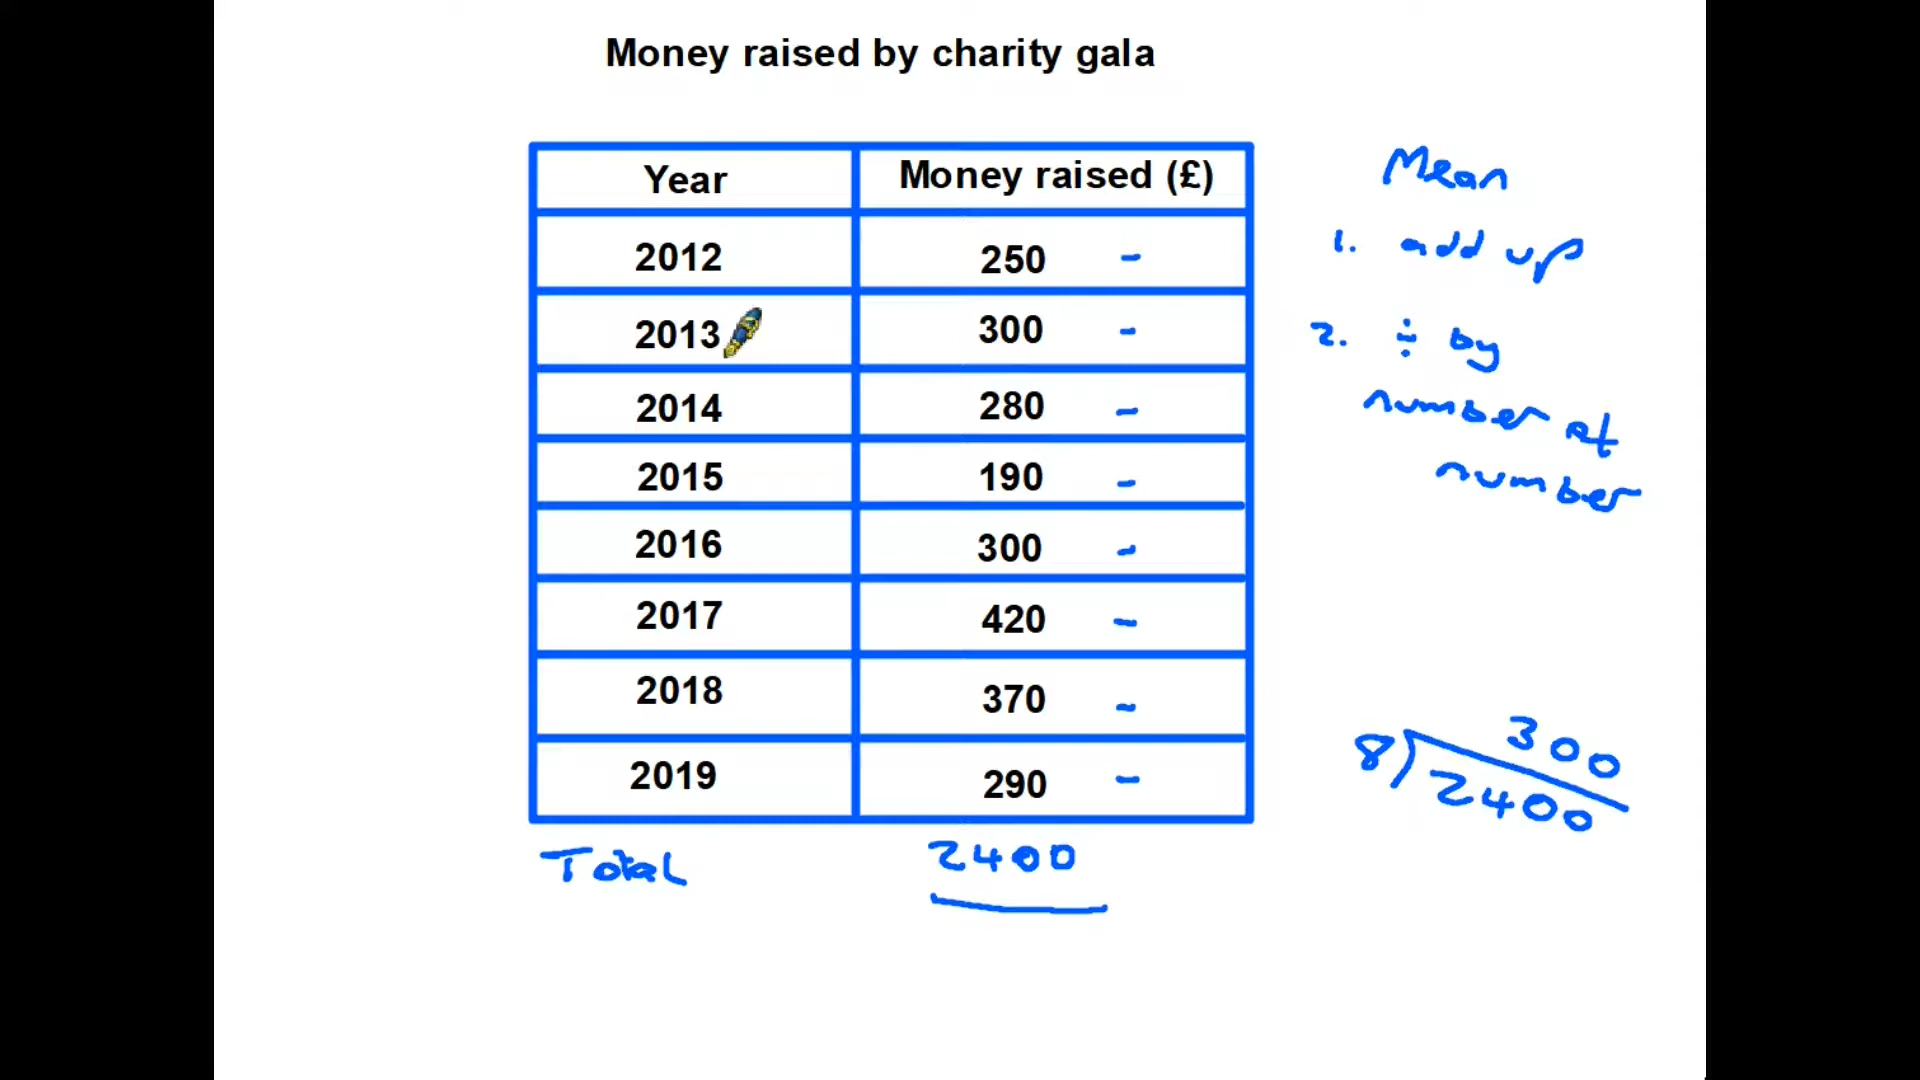 Money raised by charity gala
Year Money raised (£)
2012 250 -
2013 300 -
2014 280 -
2015 190 -
2016 300 -
2017 420 -
2018 370 -
2019 290 -
Total 2400
Mean
1. add up
2. ÷ by
number of
number
300
8)2400